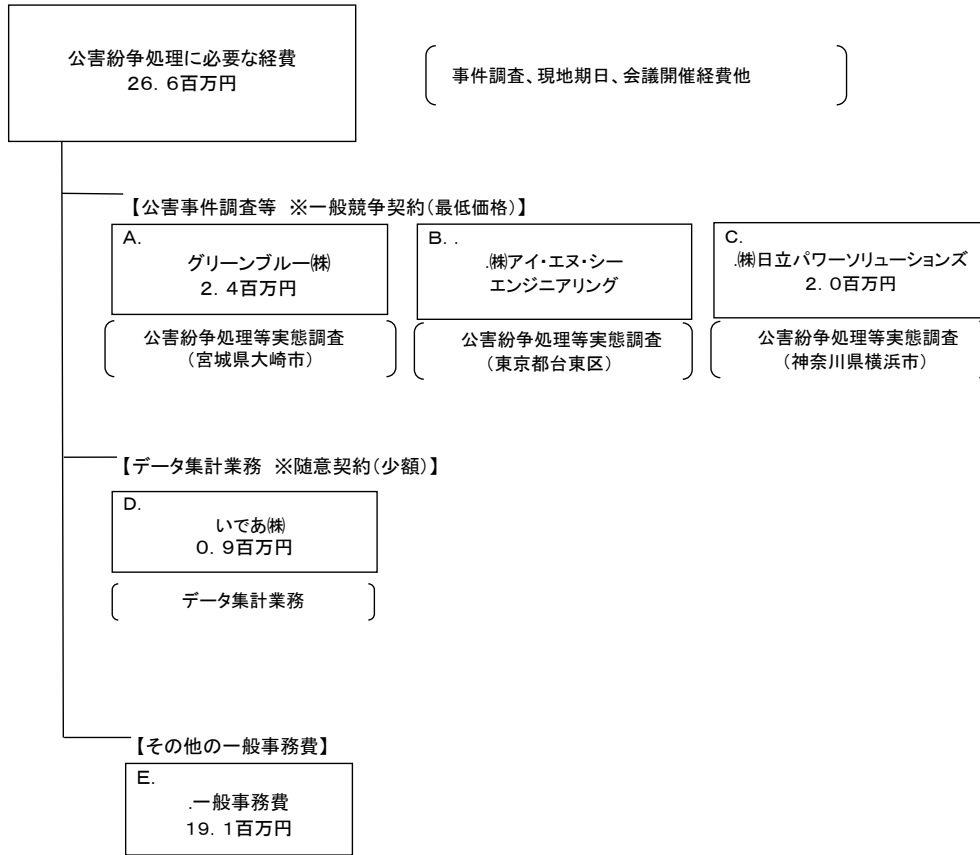 公害紛争処理に必要な経費
26.6百万円
事件調査、現地期日、会議開催経費他
【公害事件調査等 ※一般競争契約(最低価格)】
A.
グリーンブルー㈱
2.4百万円
公害紛争処理等実態調査
(宮城県大崎市)
B. .
.㈱アイ・エヌ・シー
エンジニアリング
公害紛争処理等実態調査
(東京都台東区)
C.
.㈱日立パワーソリューションズ
2.0百万円
公害紛争処理等実態調査
(神奈川県横浜市)
【データ集計業務 ※随意契約(少額)】
D.
いであ㈱
0.9百万円
データ集計業務
【その他の一般事務費】
E.
.一般事務費
19.1百万円